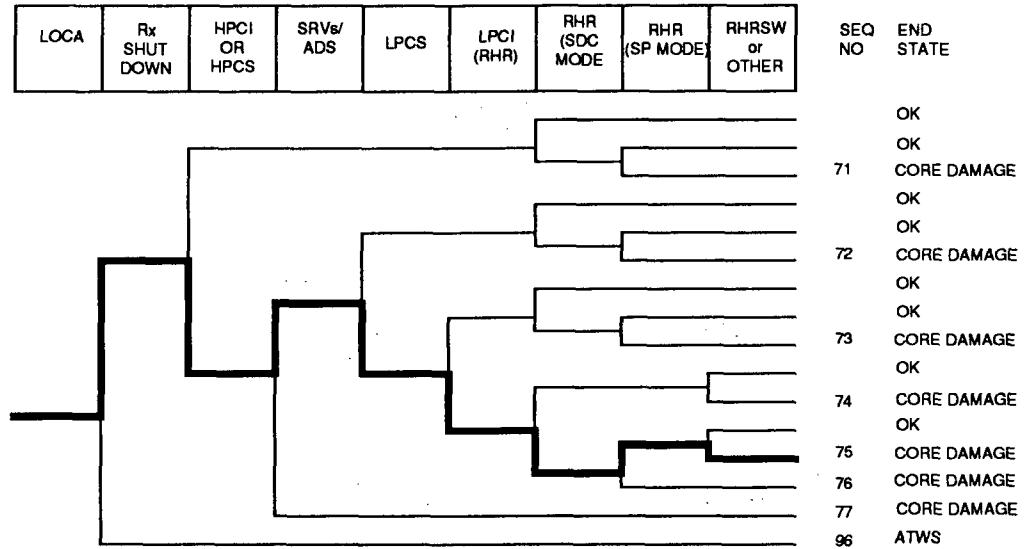 LOCA
Rx
SHUT
DOWN
HPCI
OR
HPCS
SRVs/
ADS
LPCS
LPCI
(RHR)
RHR
(SDC
MODE
RHR
(SP MODE)
RHRSW
or
OTHER
SEQ
NO
END
STATE
OK
OK
71 CORE DAMAGE
OK
OK
72 CORE DAMAGE
OK
OK
73 CORE DAMAGE
OK
74 CORE DAMAGE
OK
75 CORE DAMAGE
76 CORE DAMAGE
77 CORE DAMAGE
96 ATWS